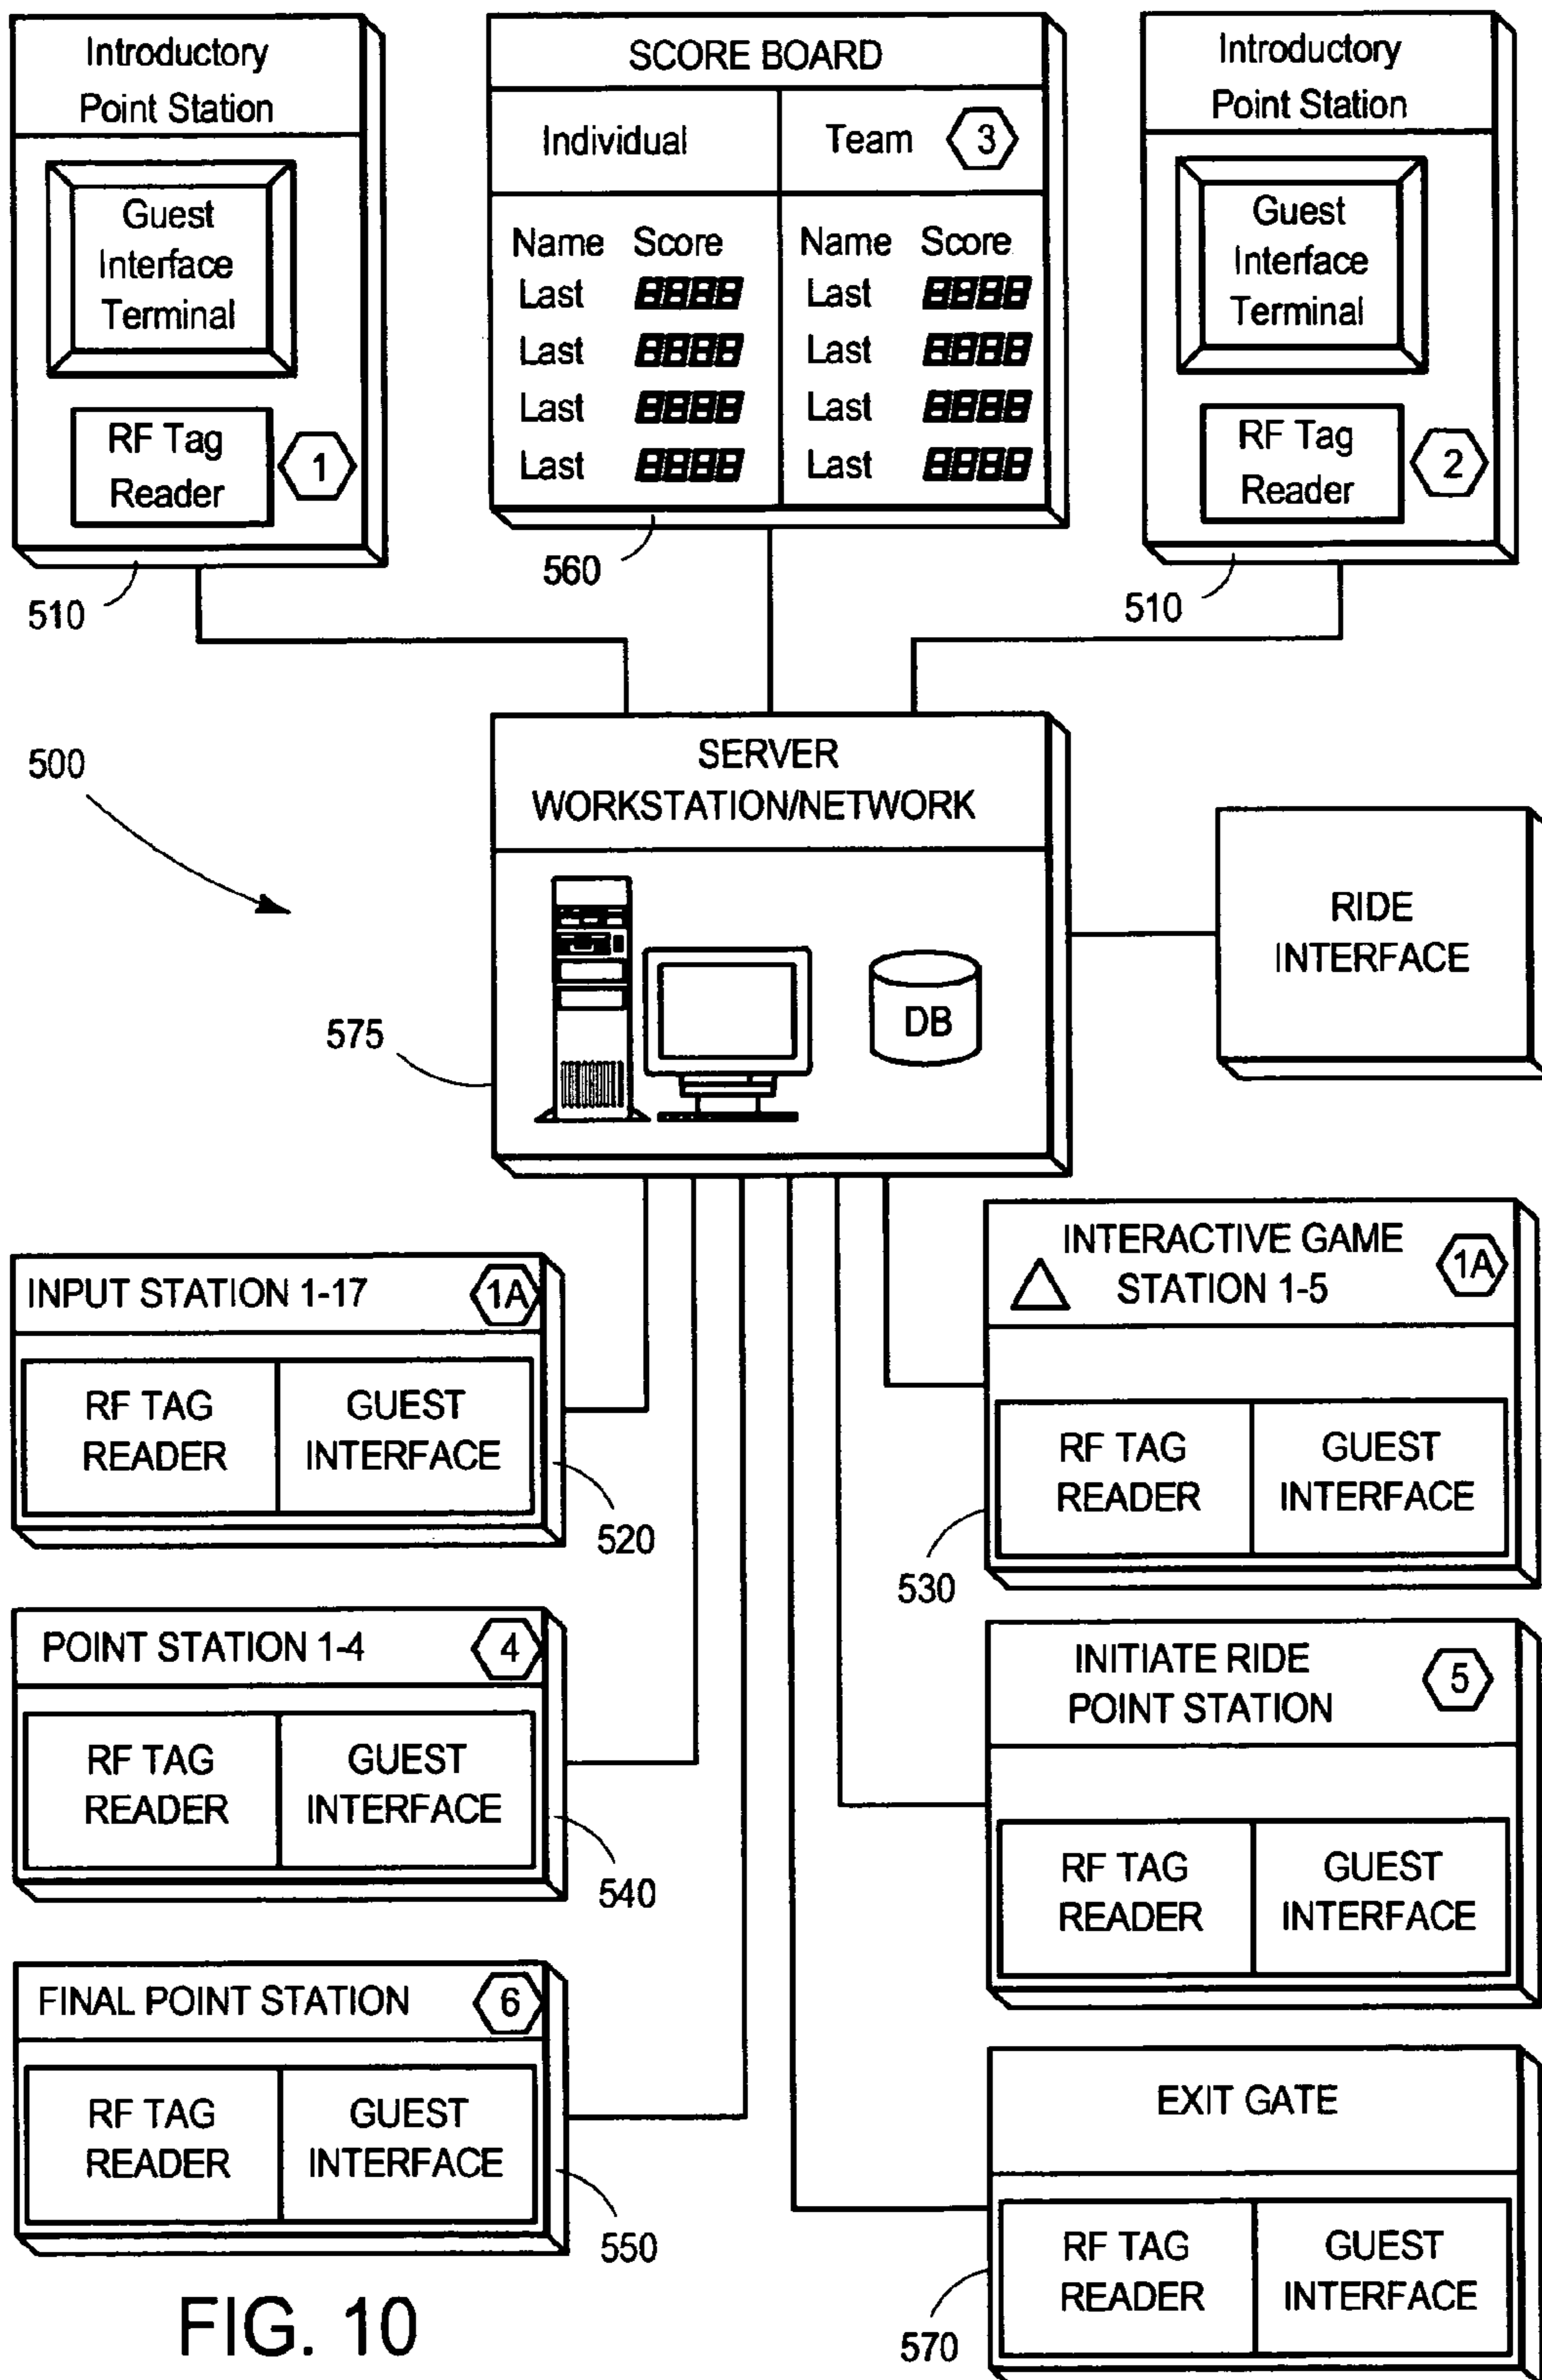 Introductory
Point Station
Guest
Interface
Terminal
RF Tag
Reader
1
510
SCORE BOARD
Individual
Team
3
Name Score
Name Score
Last 8888
Last 8888
Last 8888
Last 8888
Last 8888
Last 8888
Last 8888
Last 8888
560
Introductory
Point Station
Guest
Interface
Terminal
RF Tag
Reader
2
510
500
SERVER
WORKSTATION/NETWORK
DB
575
RIDE
INTERFACE
INPUT STATION 1-17
1A
RF TAG
READER
GUEST
INTERFACE
520
INTERACTIVE GAME
STATION 1-5
1A
RF TAG
READER
GUEST
INTERFACE
530
POINT STATION 1-4
4
RF TAG
READER
GUEST
INTERFACE
540
INITIATE RIDE
POINT STATION
5
RF TAG
READER
GUEST
INTERFACE
FINAL POINT STATION
6
RF TAG
READER
GUEST
INTERFACE
550
EXIT GATE
RF TAG
READER
GUEST
INTERFACE
570
FIG. 10